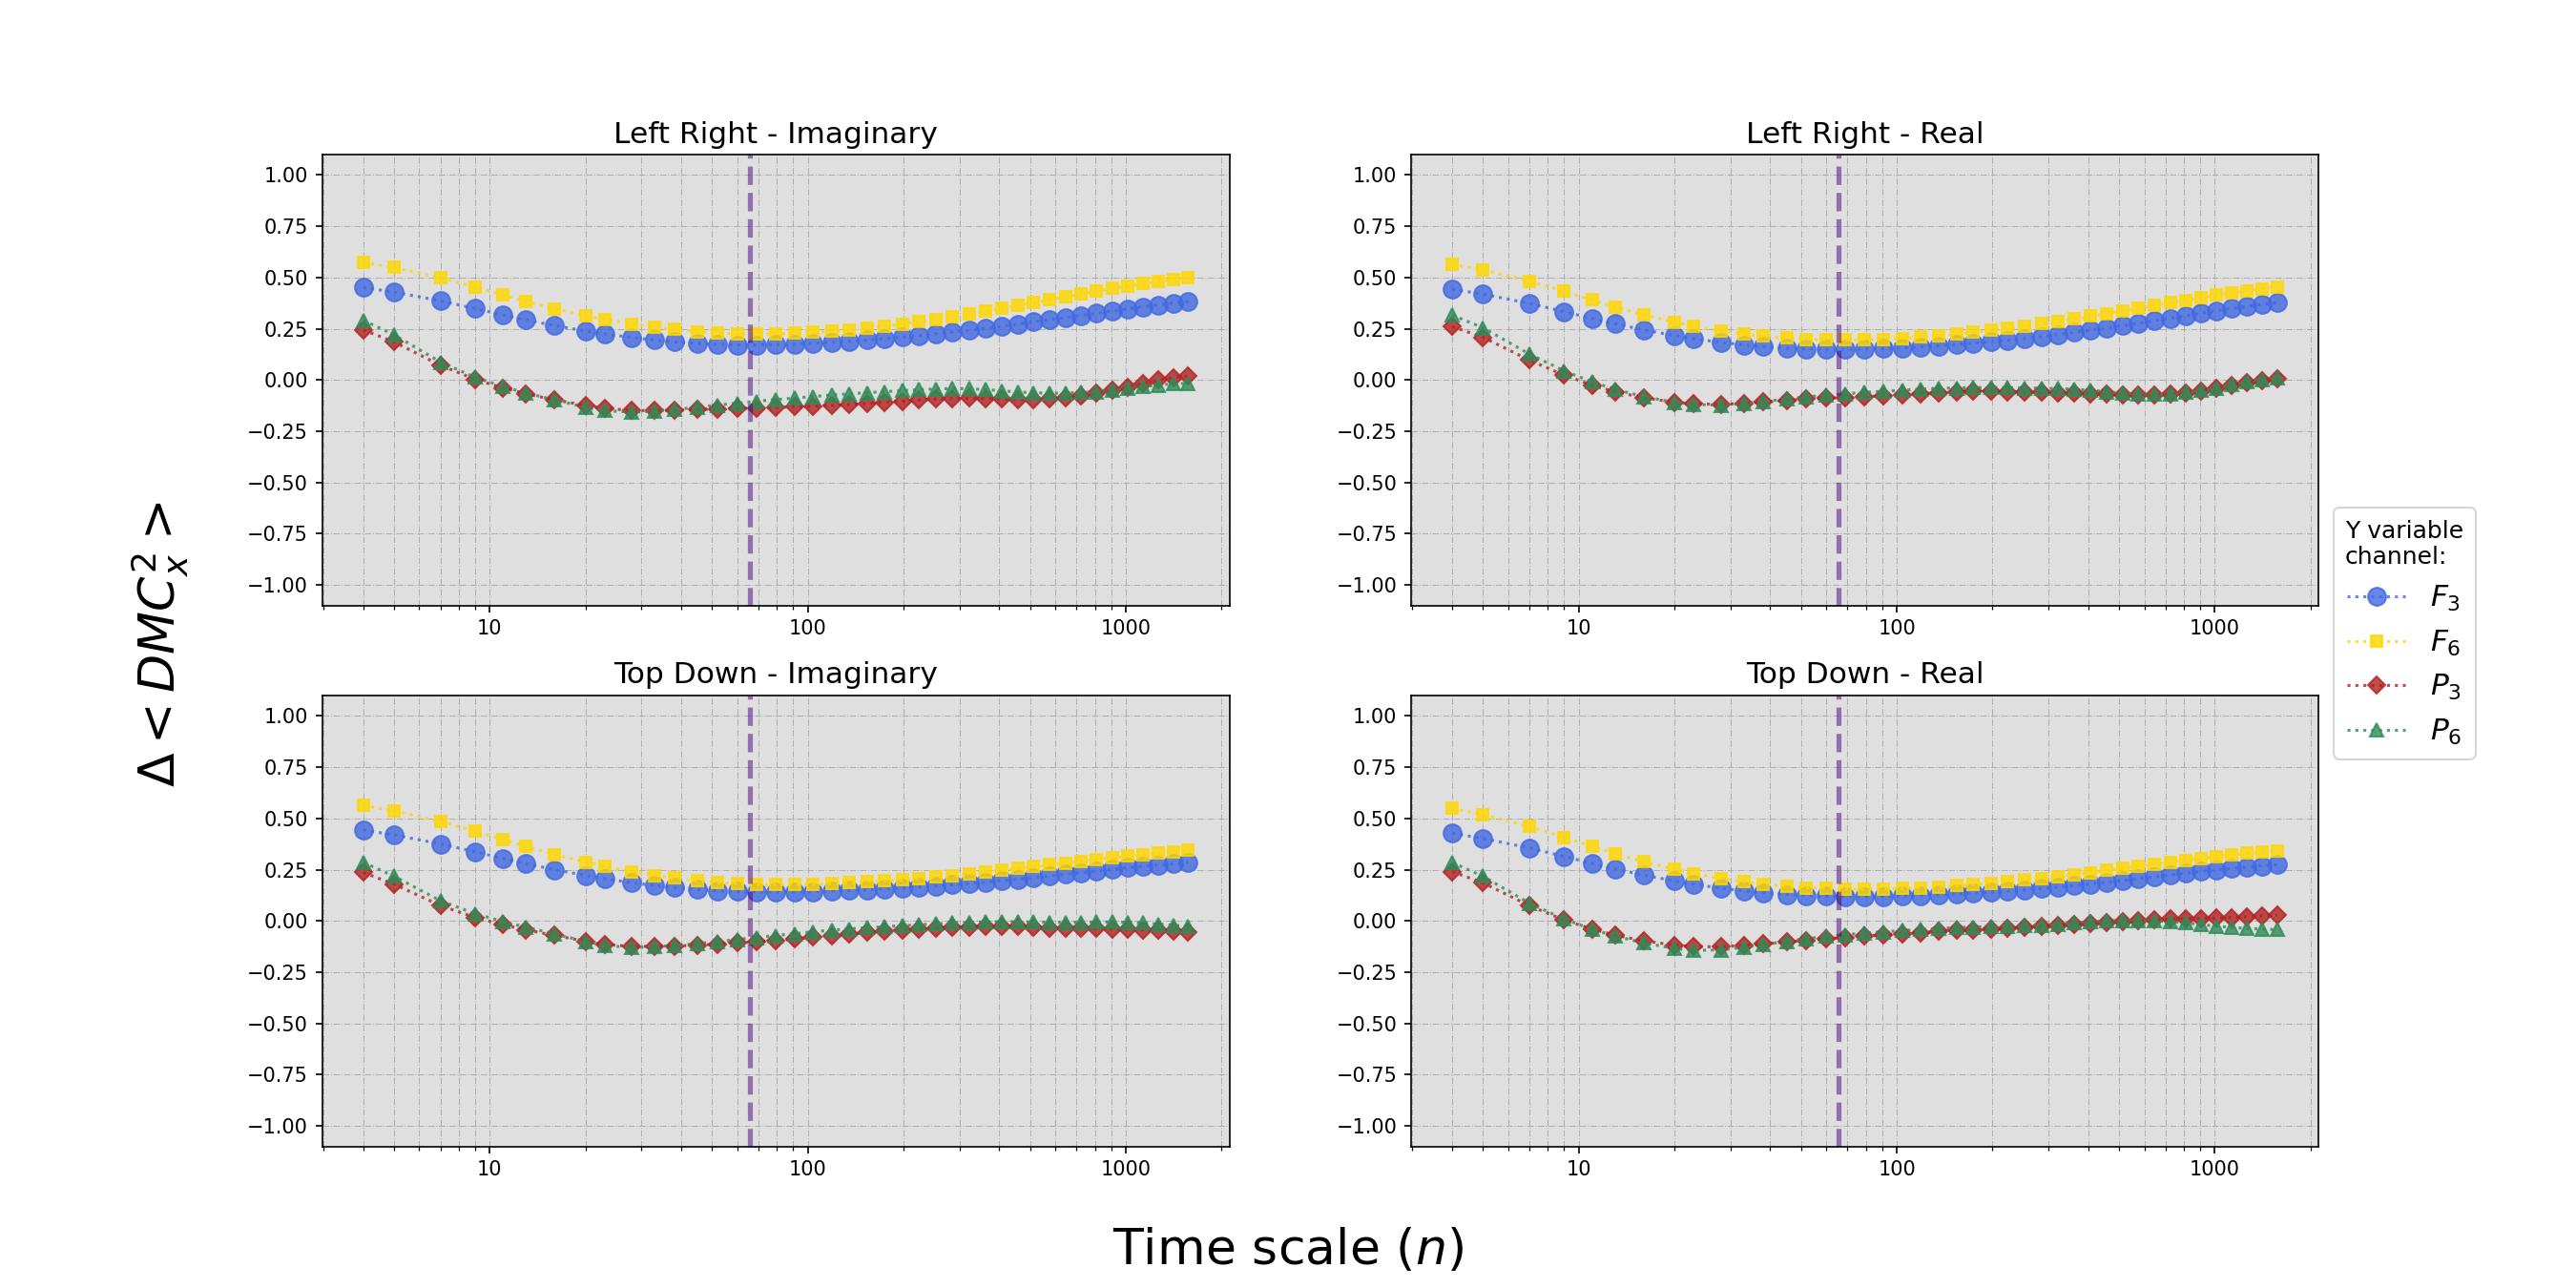 Left Right - Imaginary
1.00
0.75
0.50
0.25
0.00
−0.25
−0.50
−0.75
−1.00
10 100 1000
Left Right - Real
1.00
0.75
0.50
0.25
0.00
−0.25
−0.50
−0.75
−1.00
10 100 1000
Top Down - Imaginary
1.00
0.75
0.50
0.25
0.00
−0.25
−0.50
−0.75
−1.00
10 100 1000
Top Down - Real
1.00
0.75
0.50
0.25
0.00
−0.25
−0.50
−0.75
−1.00
10 100 1000
Δ < DMC²ₓ >
Time scale (n)
Y variable
channel:
F₃
F₆
P₃
P₆